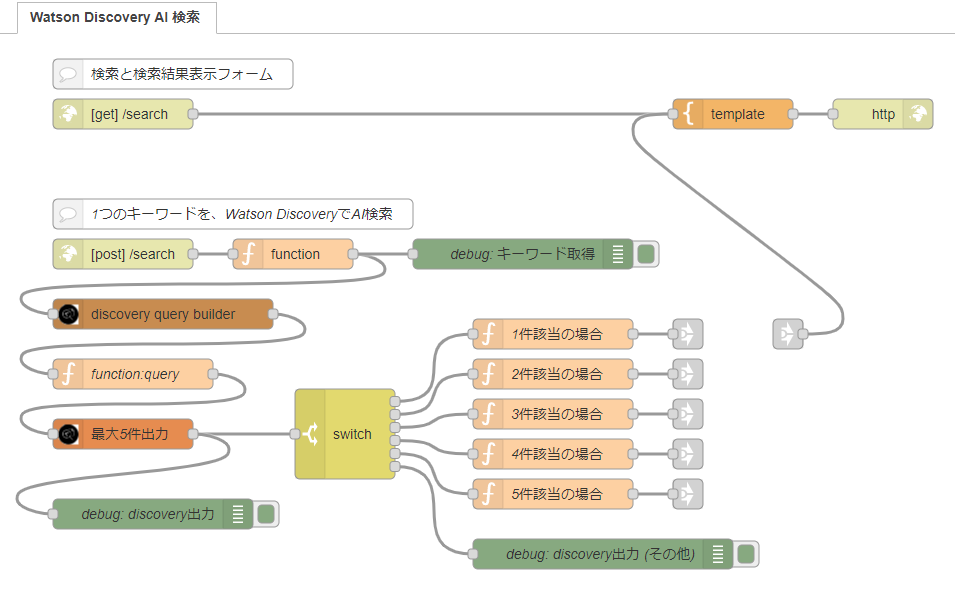 Watson Discovery AI 検索
検索と検索結果表示フォーム
[get] /search
template
http
1つのキーワードを、Watson DiscoveryでAI検索
[post] /search
function
debug: キーワード取得
discovery query builder
function:query
最大5件出力
debug: discovery出力
switch
1件該当の場合
2件該当の場合
3件該当の場合
4件該当の場合
5件該当の場合
debug: discovery出力 (その他)